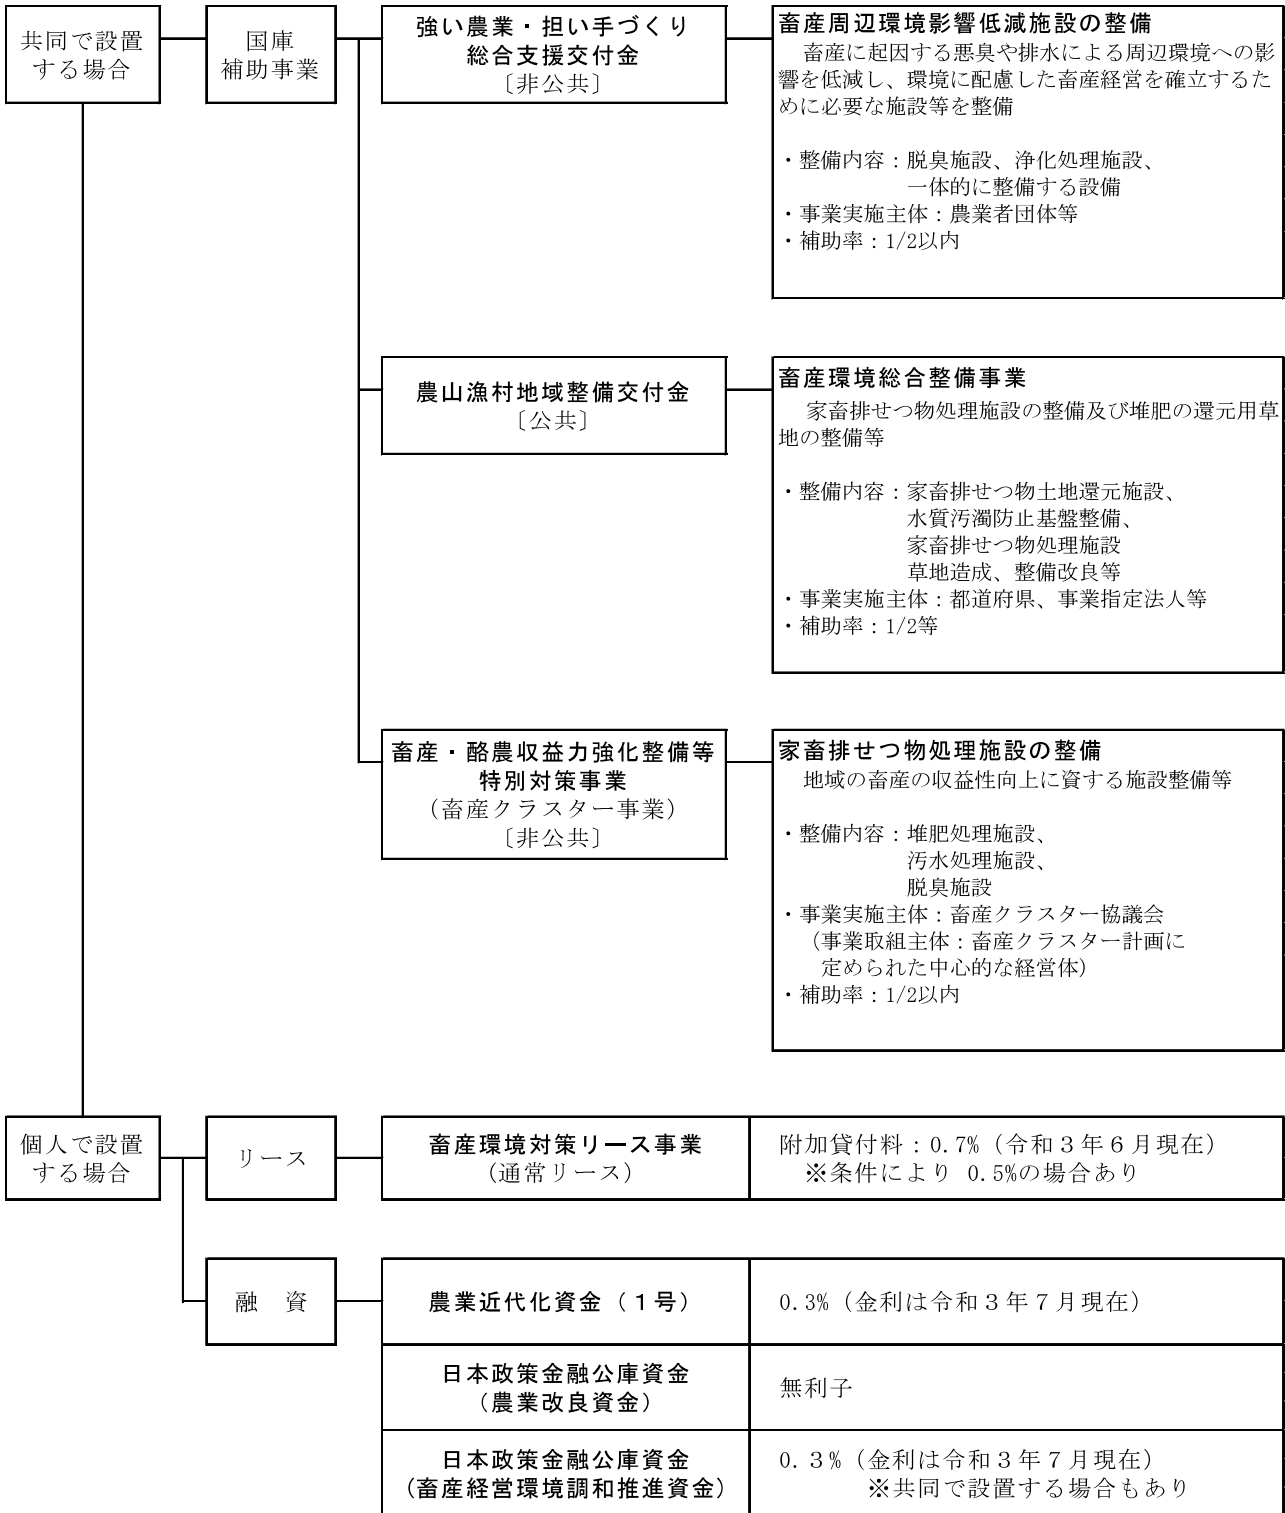 共同で設置
する場合
国庫
補助事業
強い農業・担い手づくり
総合支援交付金
〔非公共〕
畜産周辺環境影響低減施設の整備
畜産に起因する悪臭や排水による周辺環境への影
響を低減し、環境に配慮した畜産経営を確立するた
めに必要な施設等を整備
・整備内容：脱臭施設、浄化処理施設、
一体的に整備する設備
・事業実施主体：農業者団体等
・補助率：1/2以内
農山漁村地域整備交付金
〔公共〕
畜産環境総合整備事業
家畜排せつ物処理施設の整備及び堆肥の還元用草
地の整備等
・整備内容：家畜排せつ物土地還元施設、
水質汚濁防止基盤整備、
家畜排せつ物処理施設
草地造成、整備改良等
・事業実施主体：都道府県、事業指定法人等
・補助率：1/2等
畜産・酪農収益力強化整備等
特別対策事業
（畜産クラスター事業）
〔非公共〕
家畜排せつ物処理施設の整備
地域の畜産の収益性向上に資する施設整備等
・整備内容：堆肥処理施設、
汚水処理施設、
脱臭施設
・事業実施主体：畜産クラスター協議会
（事業取組主体：畜産クラスター計画に
定められた中心的な経営体）
・補助率：1/2以内
個人で設置
する場合
リース
畜産環境対策リース事業
（通常リース）
附加貸付料：0.7%（令和３年６月現在）
※条件により 0.5%の場合あり
融　資
農業近代化資金（１号）
0.3%（金利は令和３年７月現在）
日本政策金融公庫資金
（農業改良資金）
無利子
日本政策金融公庫資金
（畜産経営環境調和推進資金）
0.３%（金利は令和３年７月現在）
※共同で設置する場合もあり